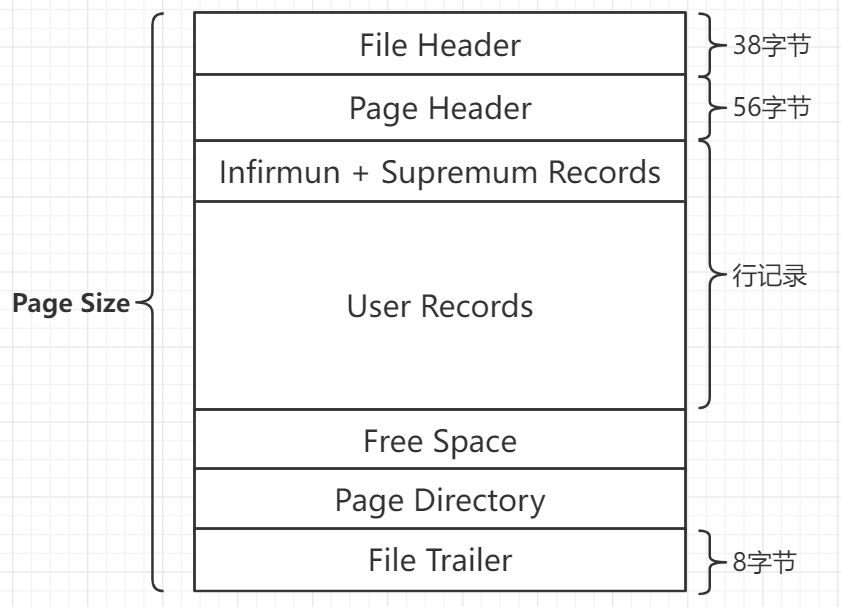 File Header
38字节
Page Header
56字节
Infirmun + Supremum Records
行记录
Page Size
User Records
Free Space
Page Directory
File Trailer
8字节